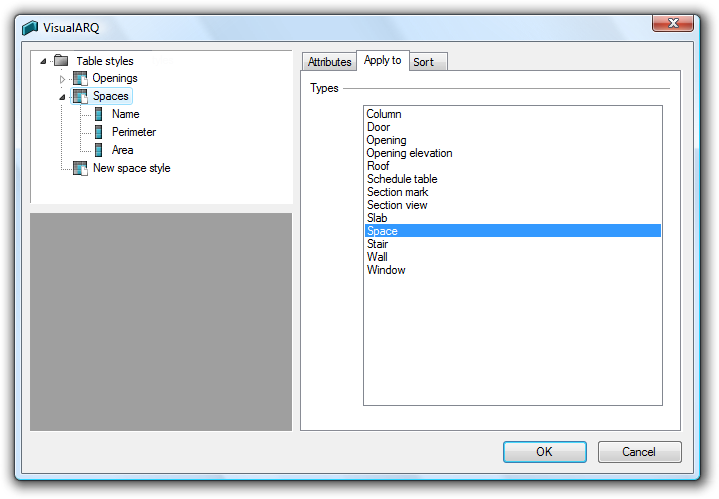 VisualARQ
Table styles
Openings
Spaces
Name
Perimeter
Area
New space style
Attributes
Apply to
Sort
Types
Column
Door
Opening
Opening elevation
Roof
Schedule table
Section mark
Section view
Slab
Space
Stair
Wall
Window
OK
Cancel